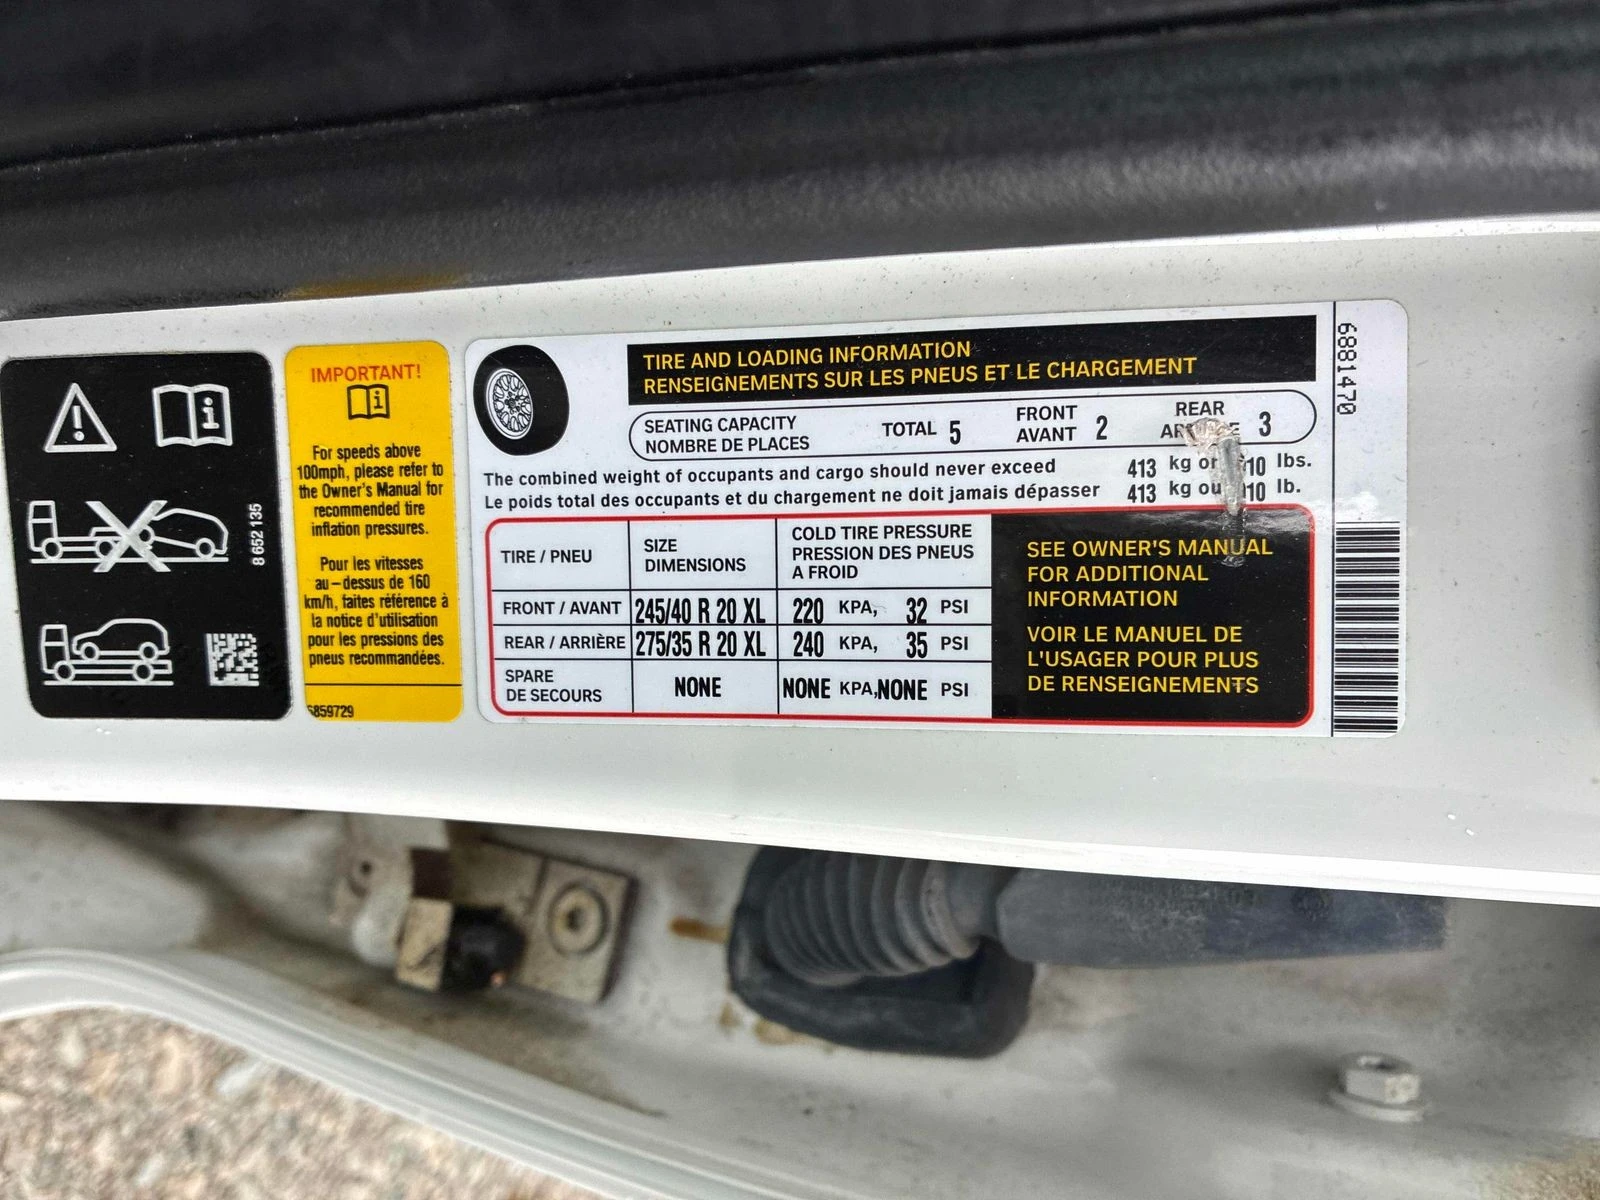 8 652 135
IMPORTANT!
For speeds above
100mph, please refer to
the Owner's Manual for
recommended tire
inflation pressures.
Pour les vitesses
au-dessus de 160
km/h, faites référence à
la notice d'utilisation
pour les pressions des
pneus recommandées.
6859729
TIRE AND LOADING INFORMATION
RENSEIGNEMENTS SUR LES PNEUS ET LE CHARGEMENT
SEATING CAPACITY
NOMBRE DE PLACES
TOTAL 5
FRONT
AVANT 2
REAR
3
The combined weight of occupants and cargo should never exceed 413 kg or lbs.
Le poids total des occupants et du chargement ne doit jamais dépasser 413 kg ou lb.
TIRE / PNEU
SIZE
DIMENSIONS
COLD TIRE PRESSURE
PRESSION DES PNEUS
A FROID
FRONT / AVANT 245/40 R 20 XL 220 KPA, 32 PSI
REAR / ARRIÈRE 275/35 R 20 XL 240 KPA, 35 PSI
SPARE
DE SECOURS
NONE NONE KPA, NONE PSI
SEE OWNER'S MANUAL
FOR ADDITIONAL
INFORMATION
VOIR LE MANUEL DE
L'USAGER POUR PLUS
DE RENSEIGNEMENTS
6881470